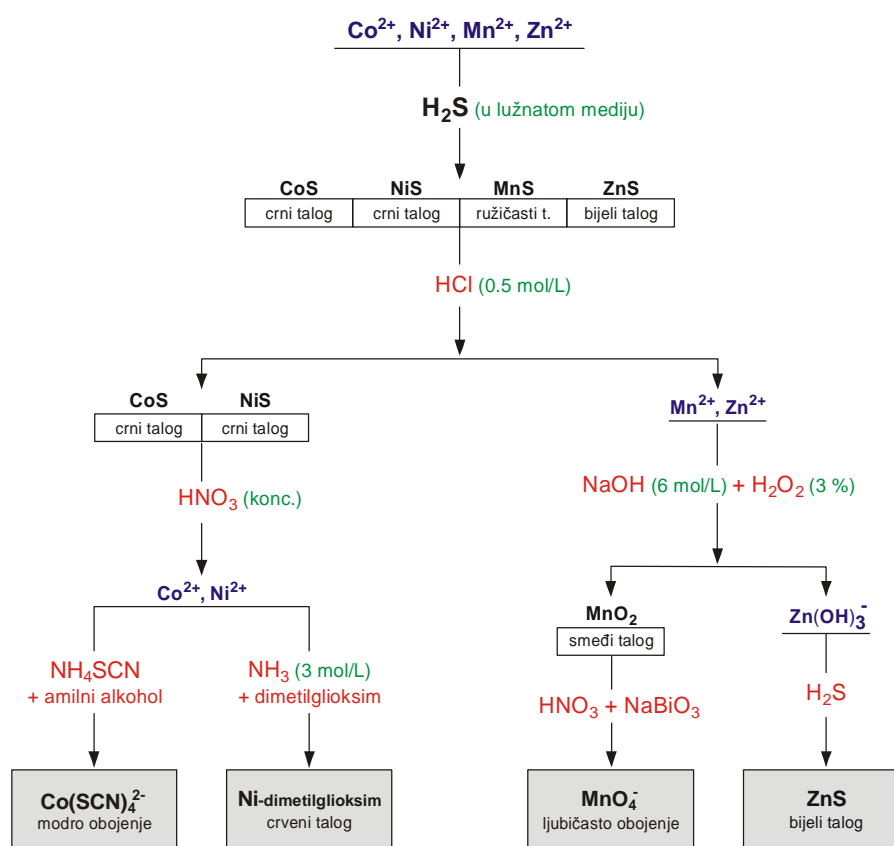 Co²⁺, Ni²⁺, Mn²⁺, Zn²⁺
H₂S (u lužnatom mediju)
CoS NiS MnS ZnS
crni talog crni talog ružičasti t. bijeli talog
HCl (0.5 mol/L)
CoS NiS
crni talog crni talog
Mn²⁺, Zn²⁺
HNO₃ (konc.)
NaOH (6 mol/L) + H₂O₂ (3 %)
Co²⁺, Ni²⁺
MnO₂
smeđi talog
Zn(OH)₃⁻
NH₄SCN
+ amilni alkohol
NH₃ (3 mol/L)
+ dimetilglioksim
HNO₃ + NaBiO₃
H₂S
Co(SCN)₄²⁻
modro obojenje
Ni-dimetilglioksim
crveni talog
MnO₄⁻
ljubičasto obojenje
ZnS
bijeli talog